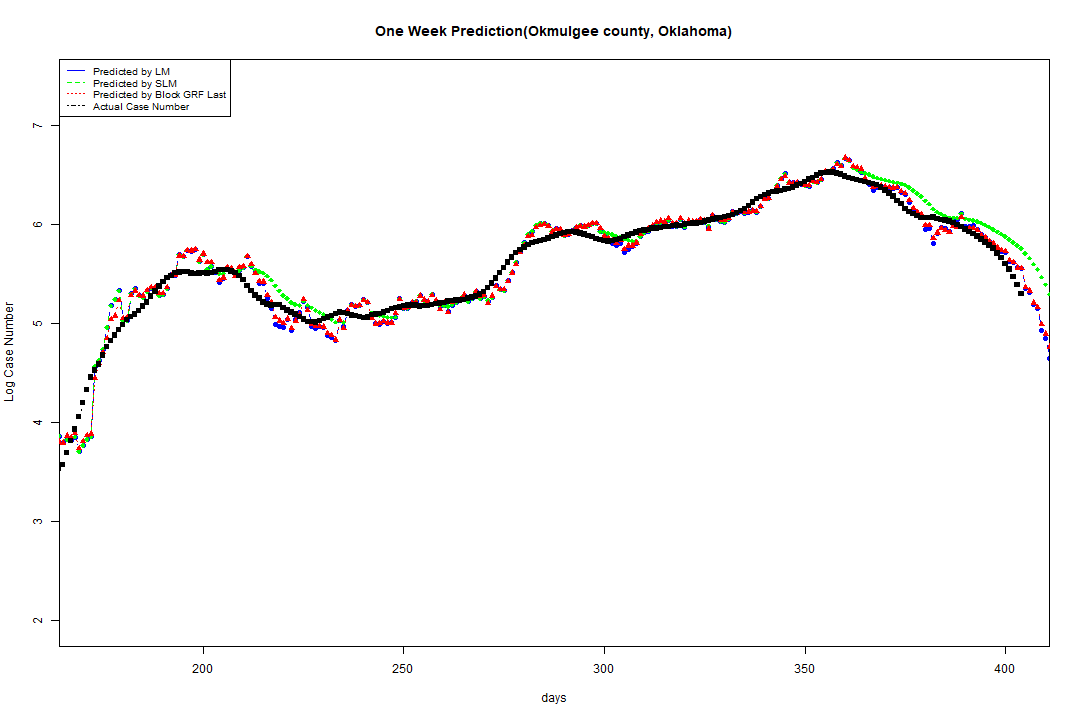 One Week Prediction(Okmulgee county, Oklahoma)
Predicted by LM
Predicted by SLM
Predicted by Block GRF Last
Actual Case Number
7
6
5
4
3
2
Log Case Number
200 250 300 350 400
days